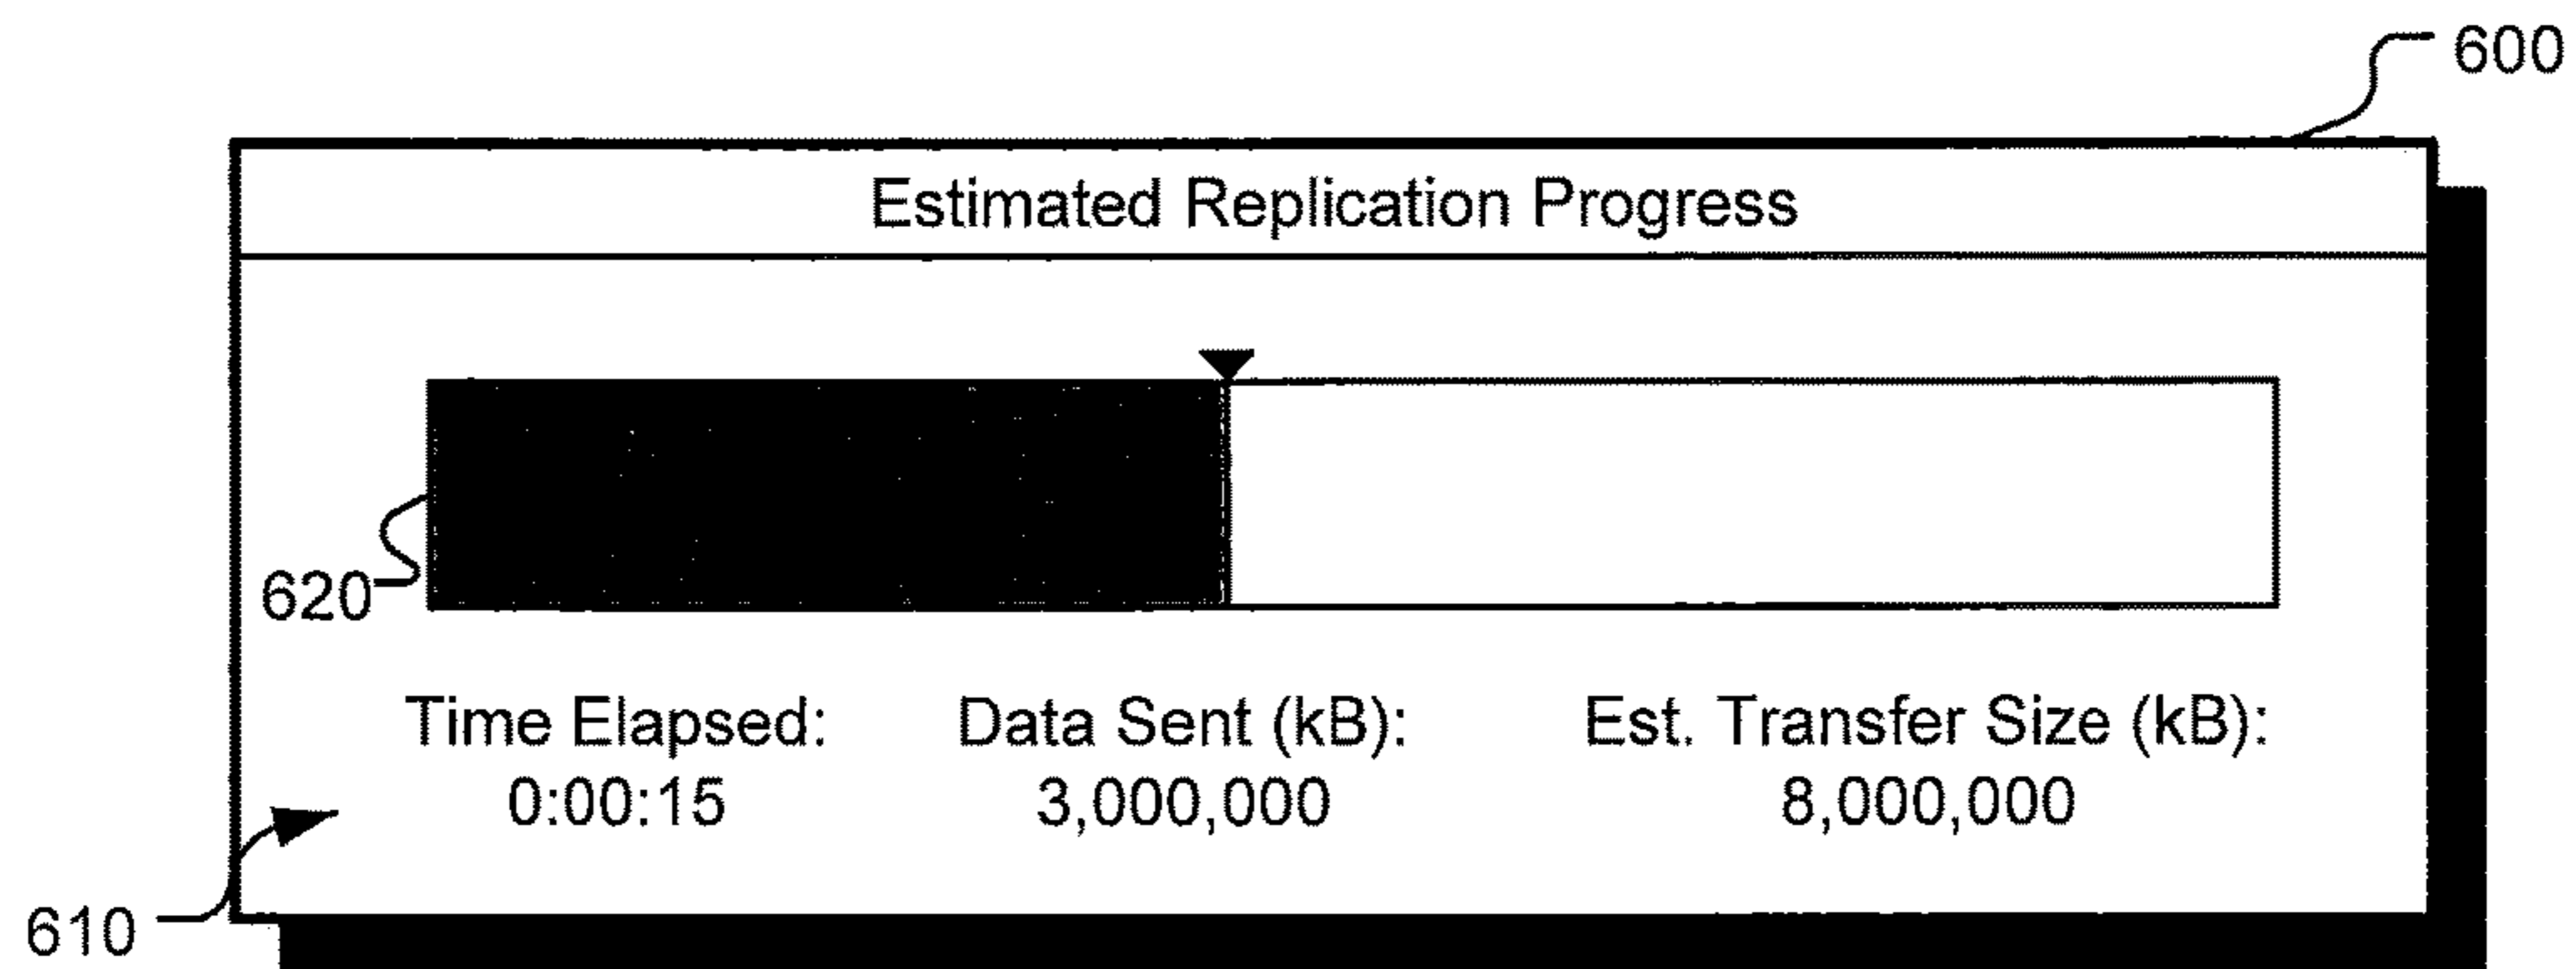 600
Estimated Replication Progress
620
Time Elapsed: Data Sent (kB): Est. Transfer Size (kB):
0:00:15 3,000,000 8,000,000
610